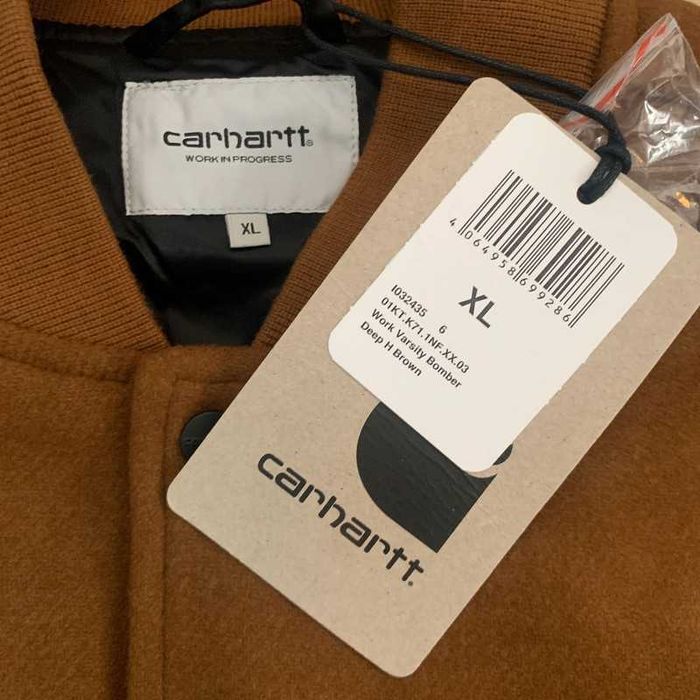 carhartt®
WORK IN PROGRESS
XL
4 064958 699286
XL
I032435 6
01KT.K71.1NF.XX.03
Work Varsity Bomber
Deep H Brown
carhartt.